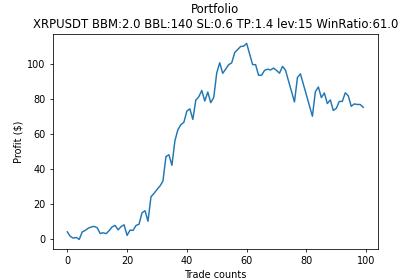 Portfolio
XRPUSDT BBM:2.0 BBL:140 SL:0.6 TP:1.4 lev:15 WinRatio:61.0
Profit ($)
100
80
60
40
20
0
0 20 40 60 80 100
Trade counts